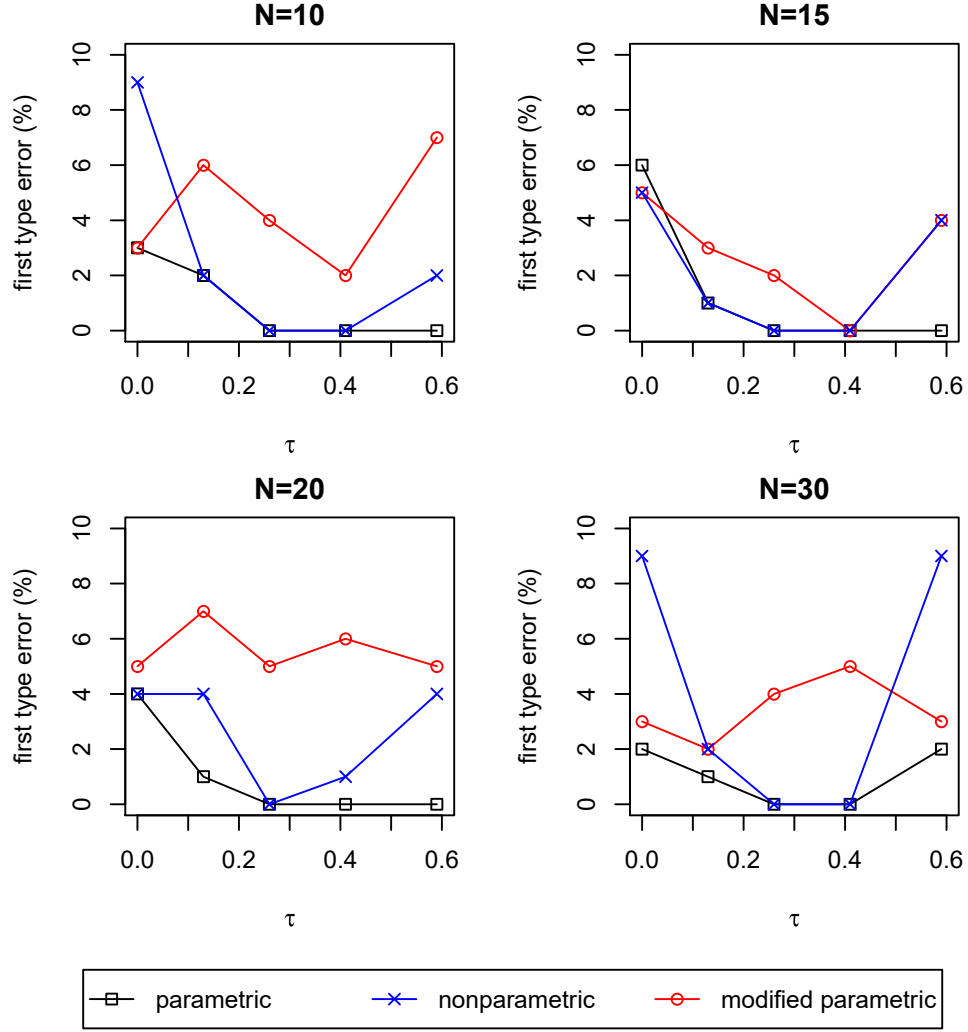 N=10
N=15
first type error (%)
0 2 4 6 8 10
0.0 0.2 0.4 0.6
τ
first type error (%)
0 2 4 6 8 10
0.0 0.2 0.4 0.6
τ
N=20
N=30
first type error (%)
0 2 4 6 8 10
0.0 0.2 0.4 0.6
τ
first type error (%)
0 2 4 6 8 10
0.0 0.2 0.4 0.6
τ
parametric nonparametric modified parametric